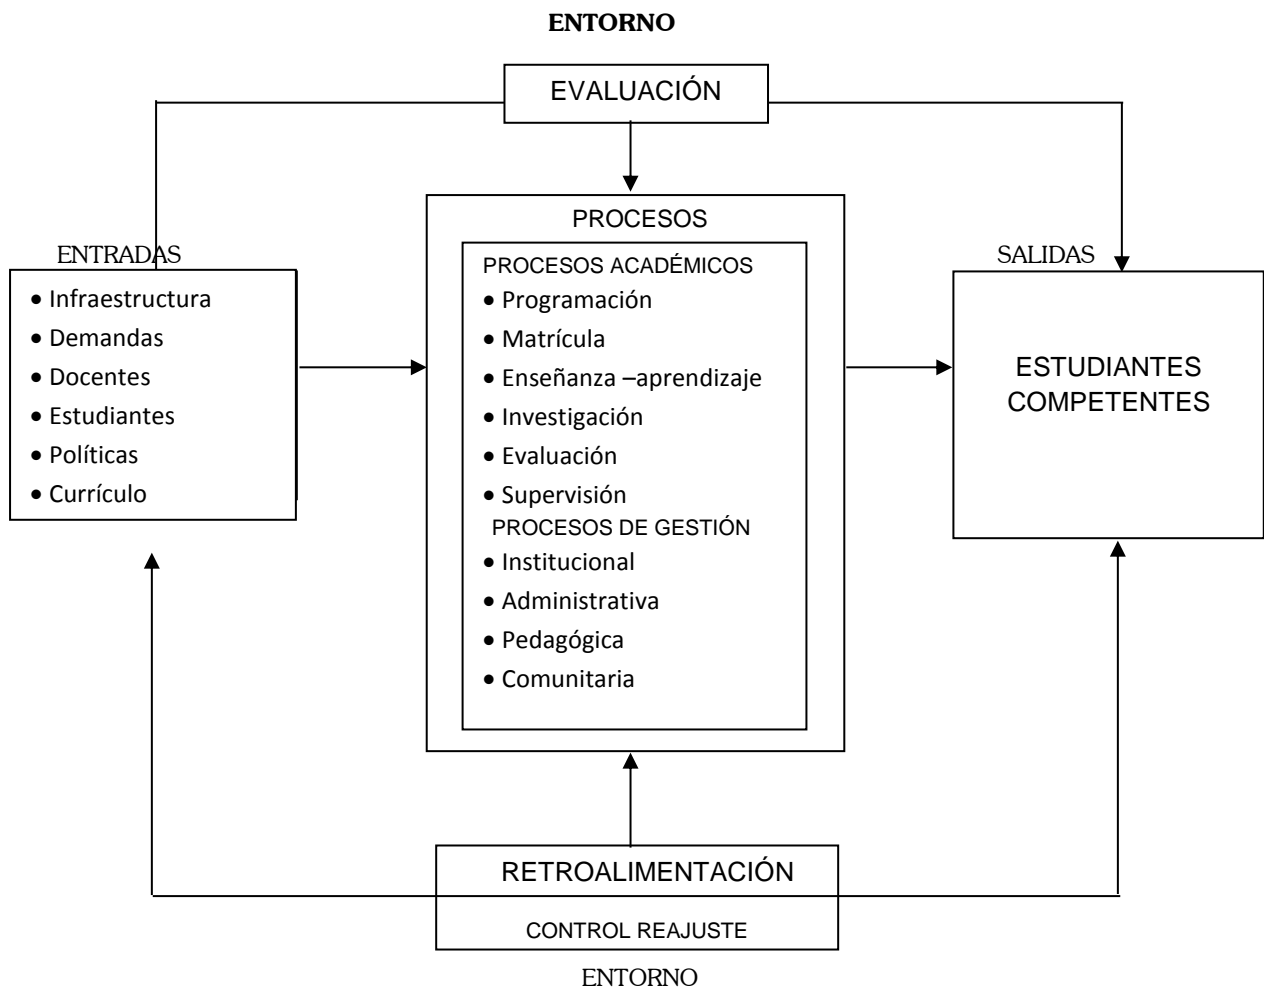 ENTORNO
EVALUACIÓN
ENTRADAS
• Infraestructura
• Demandas
• Docentes
• Estudiantes
• Políticas
• Currículo
PROCESOS
PROCESOS ACADÉMICOS
• Programación
• Matrícula
• Enseñanza –aprendizaje
• Investigación
• Evaluación
• Supervisión
PROCESOS DE GESTIÓN
• Institucional
• Administrativa
• Pedagógica
• Comunitaria
SALIDAS
ESTUDIANTES
COMPETENTES
RETROALIMENTACIÓN
CONTROL REAJUSTE
ENTORNO